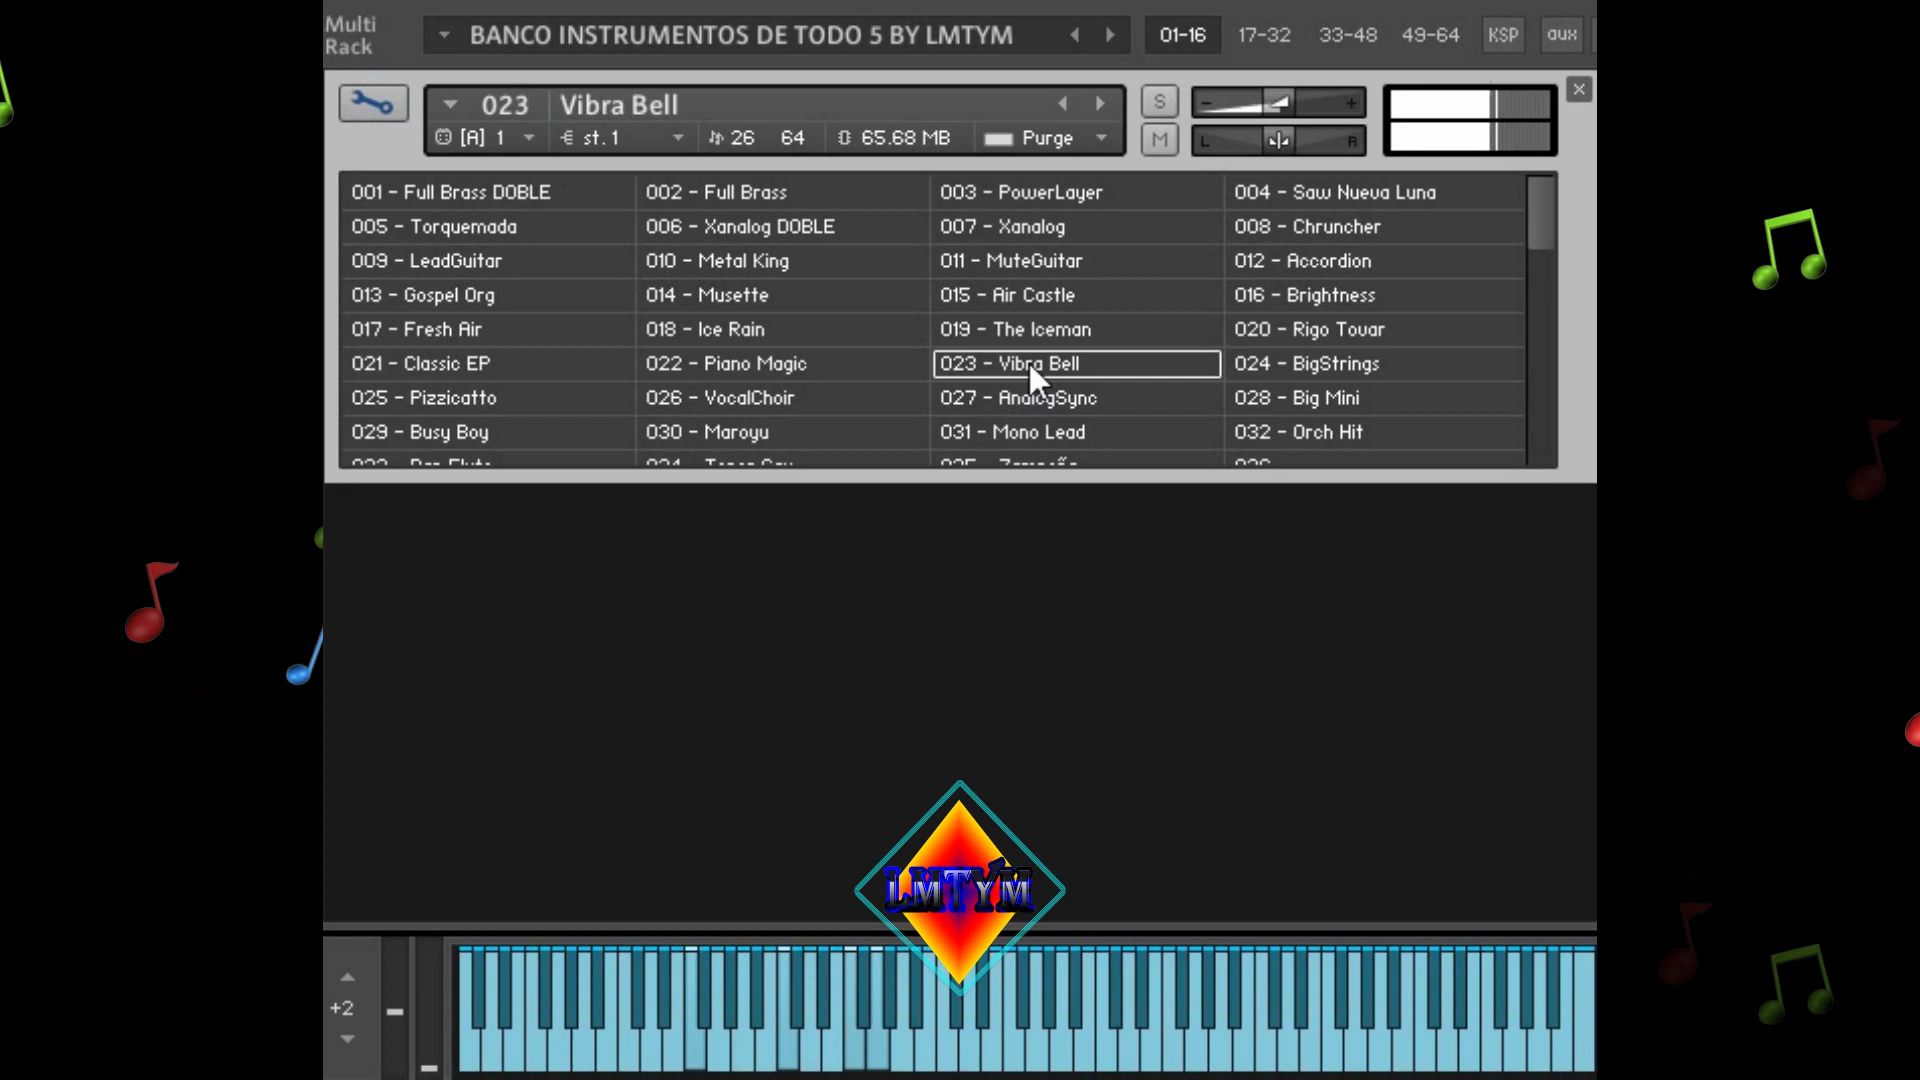 Multi
Rack
BANCO INSTRUMENTOS DE TODO 5 BY LMTYM
01-16 17-32 33-48 49-64 KSP aux
023 Vibra Bell
S
[A] 1 st. 1 26 64 65.68 MB Purge
M
L R
001 - Full Brass DOBLE 002 - Full Brass 003 - PowerLayer 004 - Saw Nueva Luna
005 - Torquemada 006 - Xanalog DOBLE 007 - Xanalog 008 - Chruncher
009 - LeadGuitar 010 - Metal King 011 - MuteGuitar 012 - Accordion
013 - Gospel Org 014 - Musette 015 - Air Castle 016 - Brightness
017 - Fresh Air 018 - Ice Rain 019 - The Iceman 020 - Rigo Tovar
021 - Classic EP 022 - Piano Magic 023 - Vibra Bell 024 - BigStrings
025 - Pizzicatto 026 - VocalChoir 027 - AnalogSync 028 - Big Mini
029 - Busy Boy 030 - Maroyu 031 - Mono Lead 032 - Orch Hit
LMTYM
+2